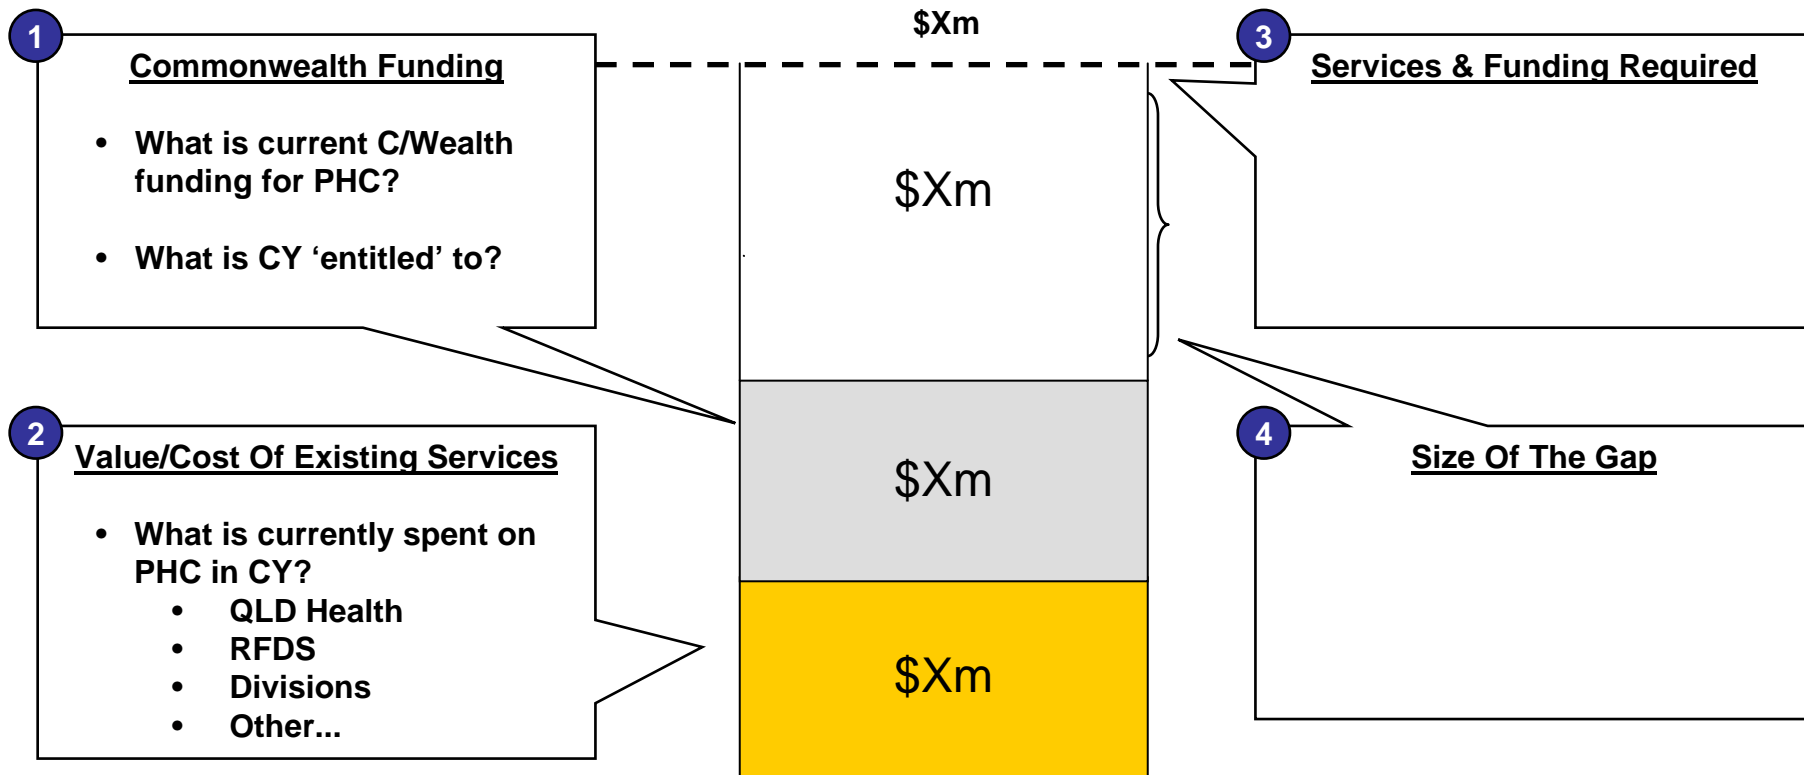 1
Commonwealth Funding
• What is current C/Wealth
funding for PHC?
• What is CY ‘entitled’ to?
2
Value/Cost Of Existing Services
• What is currently spent on
PHC in CY?
• QLD Health
• RFDS
• Divisions
• Other...
$Xm
$Xm
$Xm
$Xm
3
Services & Funding Required
4
Size Of The Gap